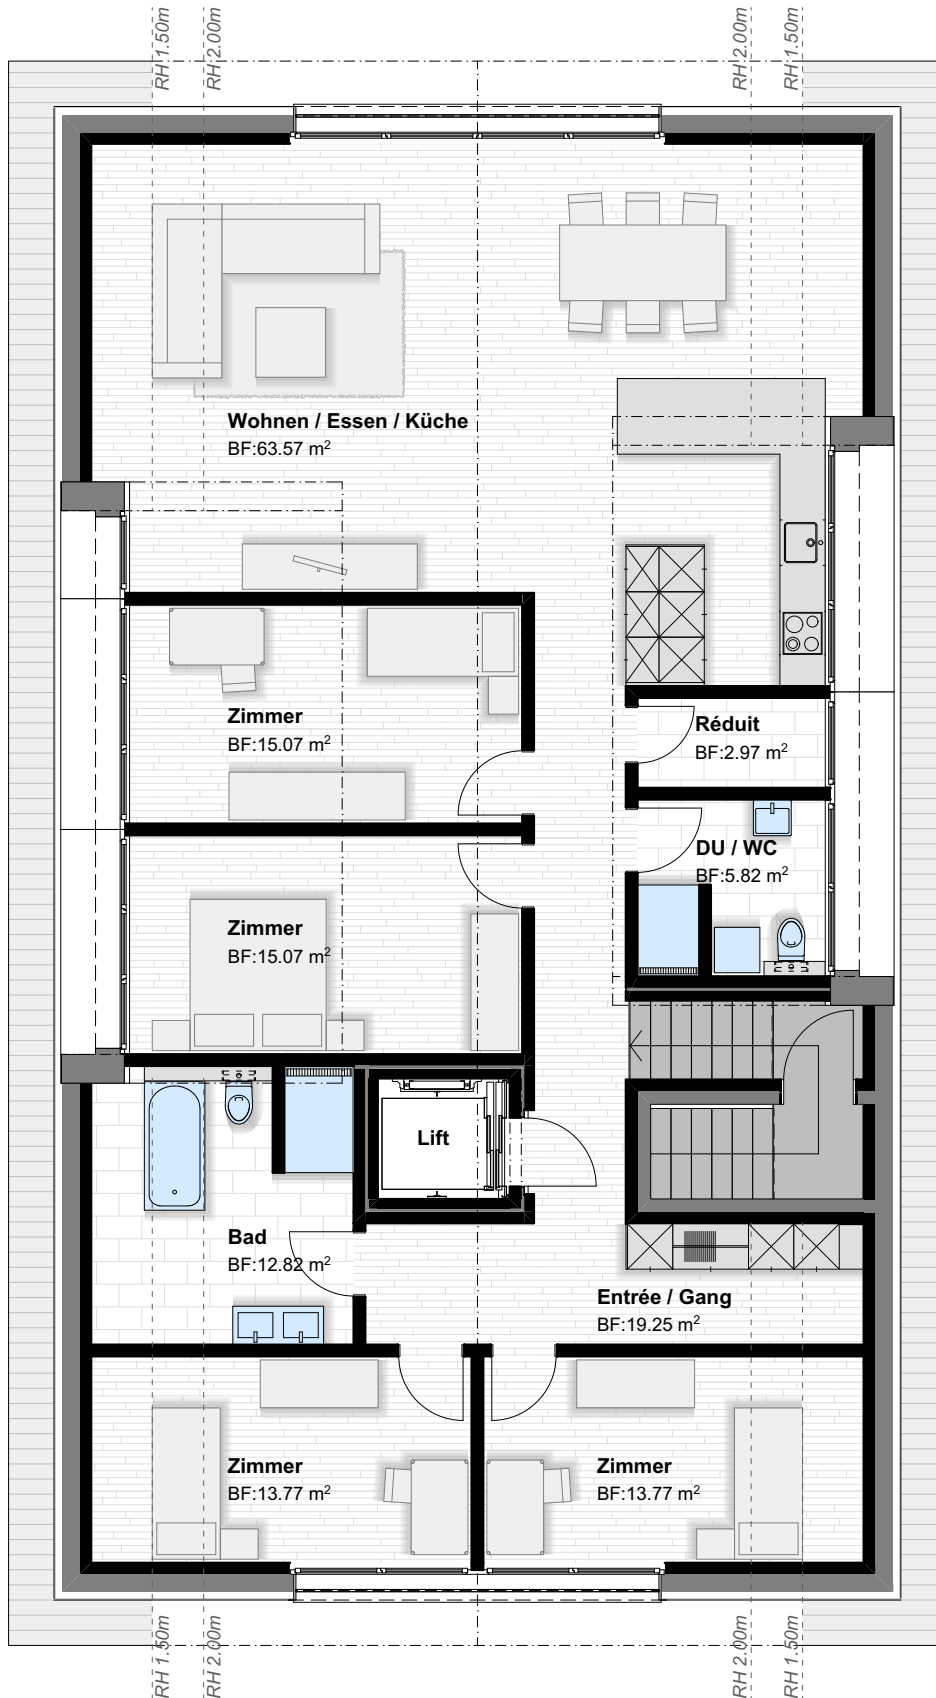 RH 1.50m
RH 2.00m
RH 2.00m
RH 1.50m
Wohnen / Essen / Küche
BF:63.57 m²
Zimmer
BF:15.07 m²
Réduit
BF:2.97 m²
DU / WC
BF:5.82 m²
Zimmer
BF:15.07 m²
Lift
Bad
BF:12.82 m²
Entrée / Gang
BF:19.25 m²
Zimmer
BF:13.77 m²
Zimmer
BF:13.77 m²
RH 1.50m
RH 2.00m
RH 2.00m
RH 1.50m